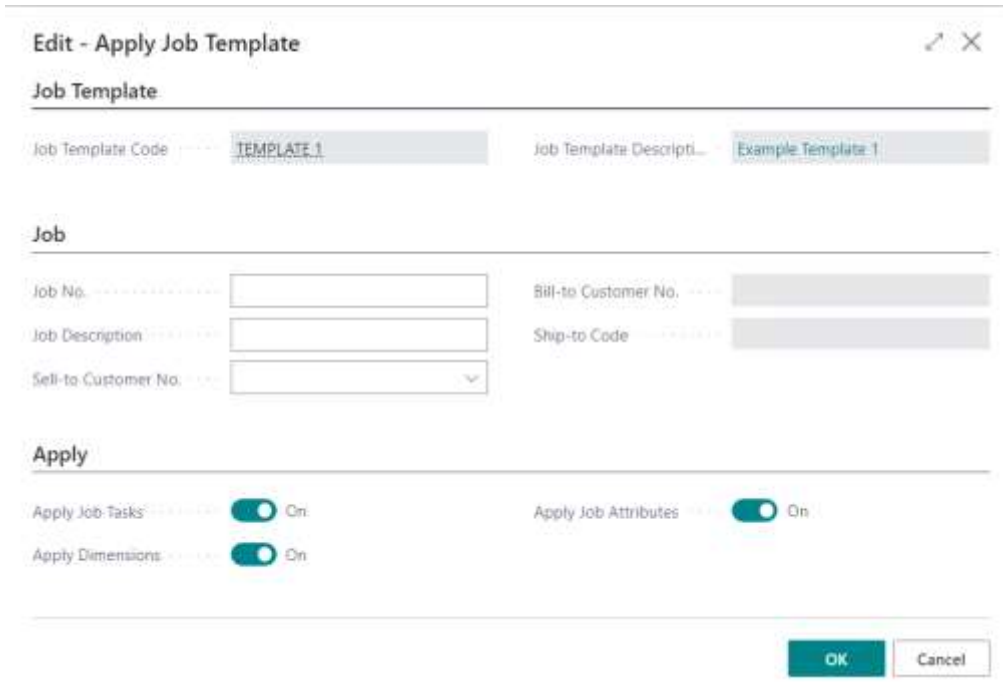 Edit - Apply Job Template
Job Template
Job Template Code TEMPLATE 1 Job Template Descripti... Example Template 1
Job
Job No. Bill-to Customer No.
Job Description Ship-to Code
Sell-to Customer No.
Apply
Apply Job Tasks On Apply Job Attributes On
Apply Dimensions On
OK Cancel